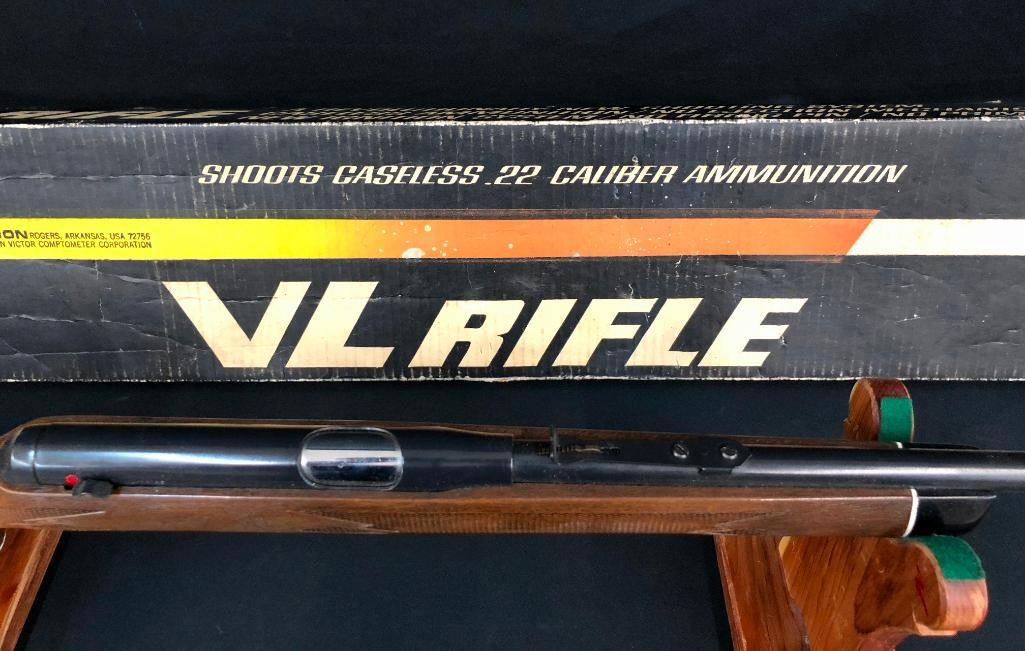 SHOOTS CASELESS .22 CALIBER AMMUNITION
ROGERS, ARKANSAS, USA 72756
VICTOR COMPTOMETER CORPORATION
VL RIFLE